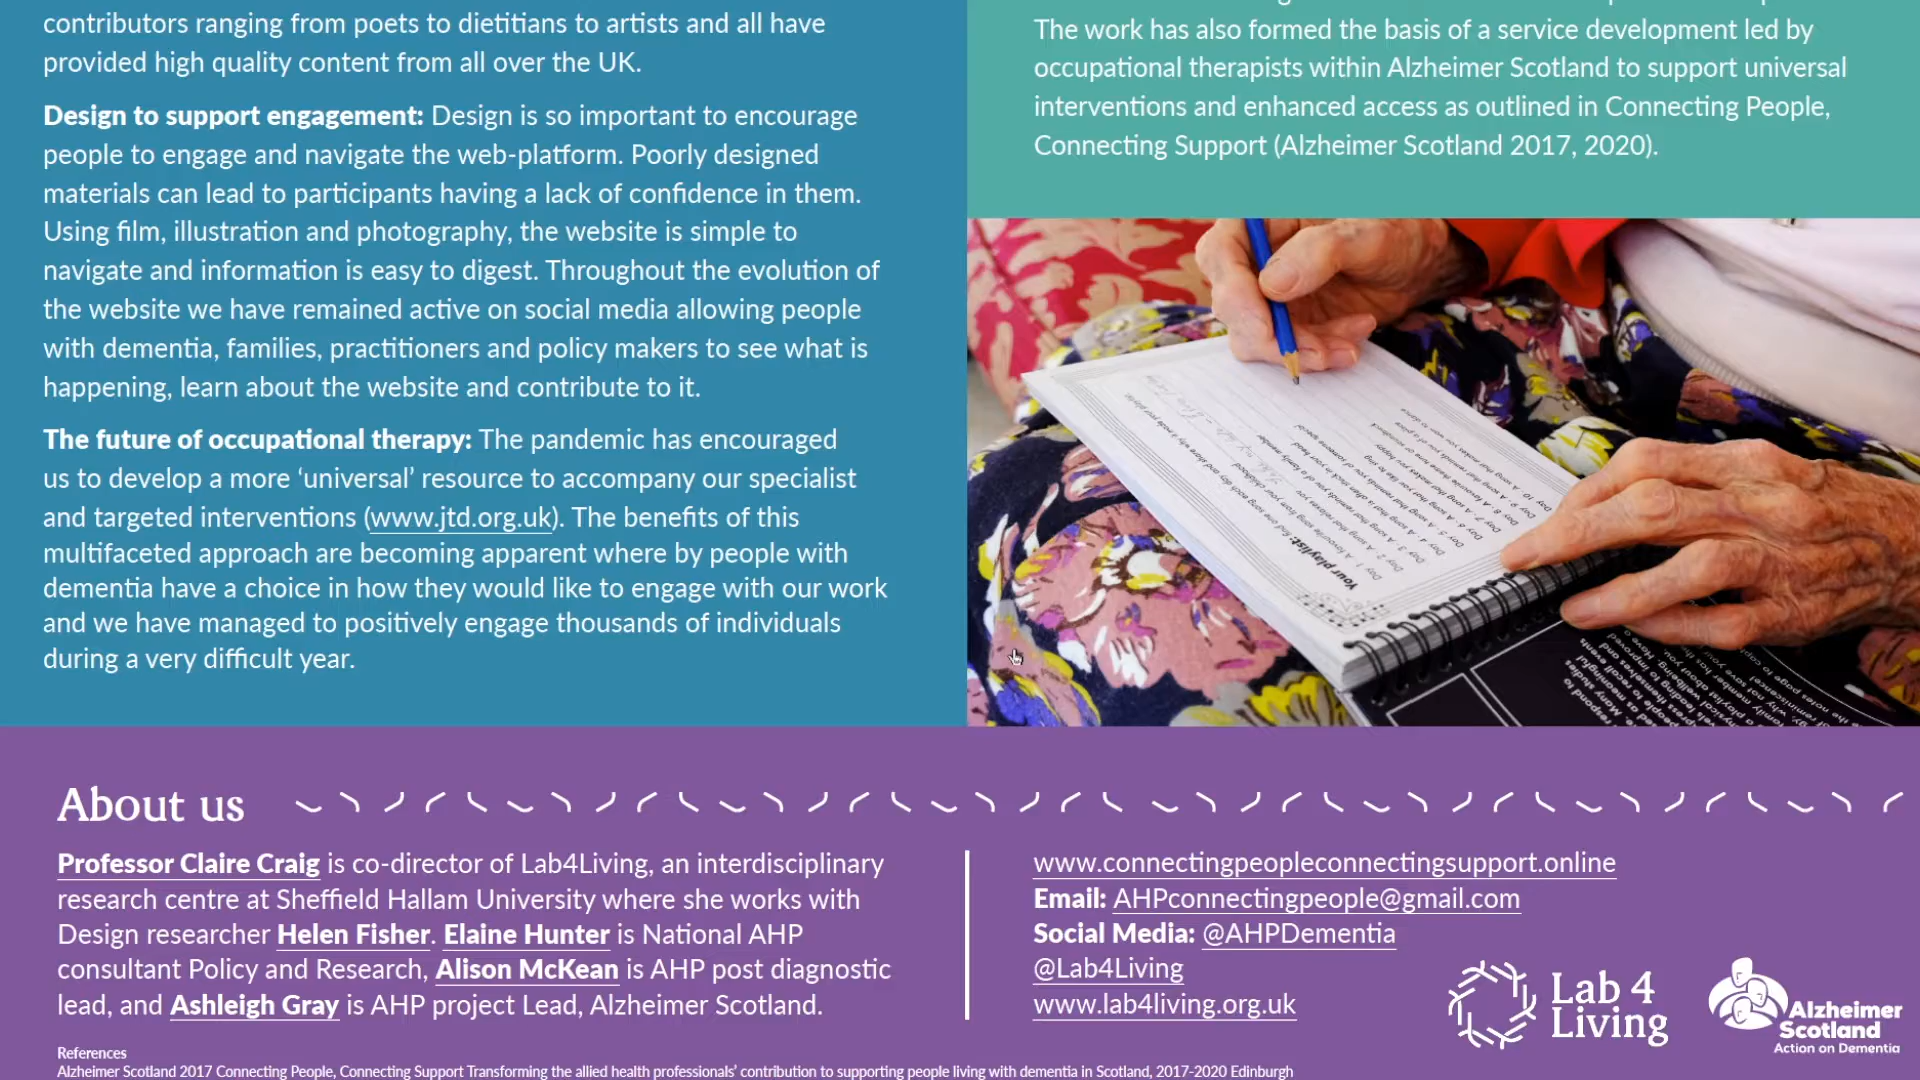 contributors ranging from poets to dietitians to artists and all have
provided high quality content from all over the UK.
Design to support engagement: Design is so important to encourage
people to engage and navigate the web-platform. Poorly designed
materials can lead to participants having a lack of confidence in them.
Using film, illustration and photography, the website is simple to
navigate and information is easy to digest. Throughout the evolution of
the website we have remained active on social media allowing people
with dementia, families, practitioners and policy makers to see what is
happening, learn about the website and contribute to it.
The future of occupational therapy: The pandemic has encouraged
us to develop a more ‘universal’ resource to accompany our specialist
and targeted interventions (www.jtd.org.uk). The benefits of this
multifaceted approach are becoming apparent where by people with
dementia have a choice in how they would like to engage with our work
and we have managed to positively engage thousands of individuals
during a very difficult year.
The work has also formed the basis of a service development led by
occupational therapists within Alzheimer Scotland to support universal
interventions and enhanced access as outlined in Connecting People,
Connecting Support (Alzheimer Scotland 2017, 2020).
Your playlist:
About us
Professor Claire Craig is co-director of Lab4Living, an interdisciplinary
research centre at Sheffield Hallam University where she works with
Design researcher Helen Fisher. Elaine Hunter is National AHP
consultant Policy and Research, Alison McKean is AHP post diagnostic
lead, and Ashleigh Gray is AHP project Lead, Alzheimer Scotland.
www.connectingpeopleconnectingsupport.online
Email: AHPconnectingpeople@gmail.com
Social Media: @AHPDementia
@Lab4Living
www.lab4living.org.uk
Lab 4
Living
Alzheimer
Scotland
Action on Dementia
References
Alzheimer Scotland 2017 Connecting People, Connecting Support Transforming the allied health professionals’ contribution to supporting people living with dementia in Scotland, 2017-2020 Edinburgh